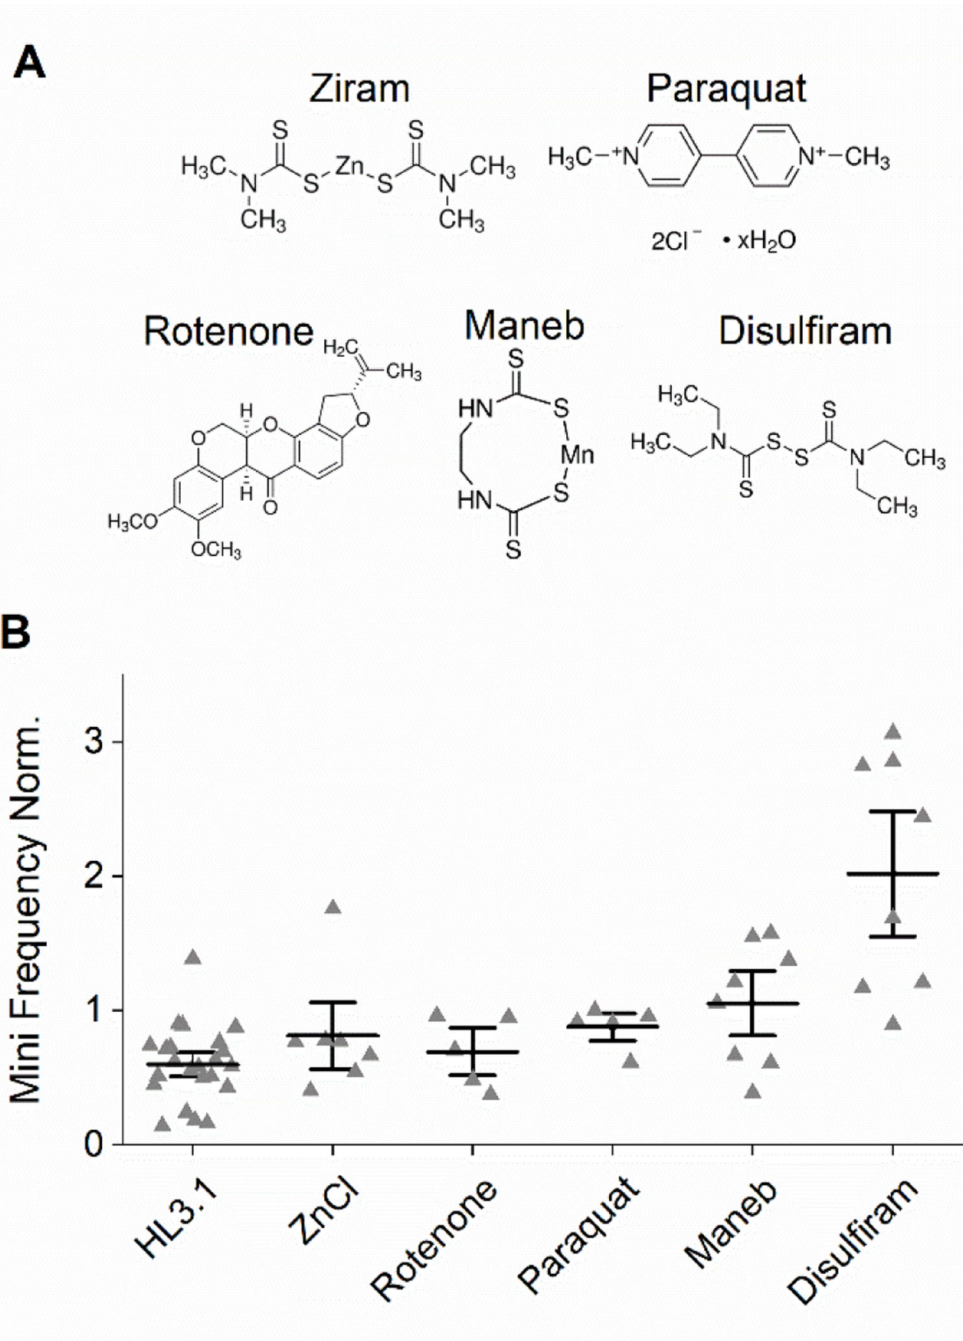 A
Ziram
Paraquat
S
S
H₃C
N
S
Zn
S
N
CH₃
CH₃
CH₃
H₃C
+N
N+
CH₃
2Cl⁻ • xH₂O
Rotenone
Maneb
Disulfiram
H₂C
CH₃
H
O
O
O
H
O
H₃CO
OCH₃
S
HN
S
Mn
HN
S
S
H₃C
H₃C
N
S
S
S
S
N
CH₃
CH₃
B
Mini Frequency Norm.
3
2
1
0
HL3.1
ZnCl
Rotenone
Paraquat
Maneb
Disulfiram